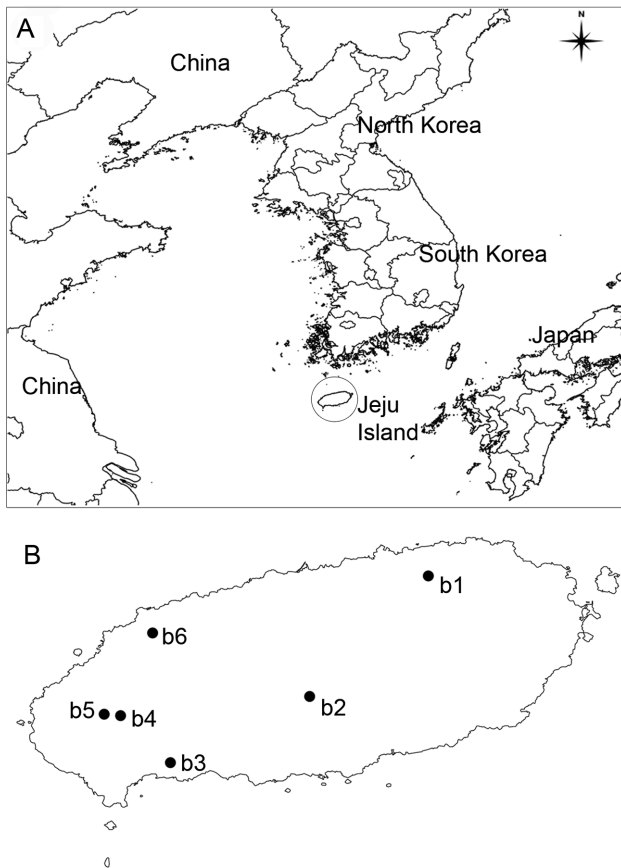 A
N
China
North Korea
South Korea
Japan
China
Jeju
Island
B
b1
b6
b2
b5
b4
b3